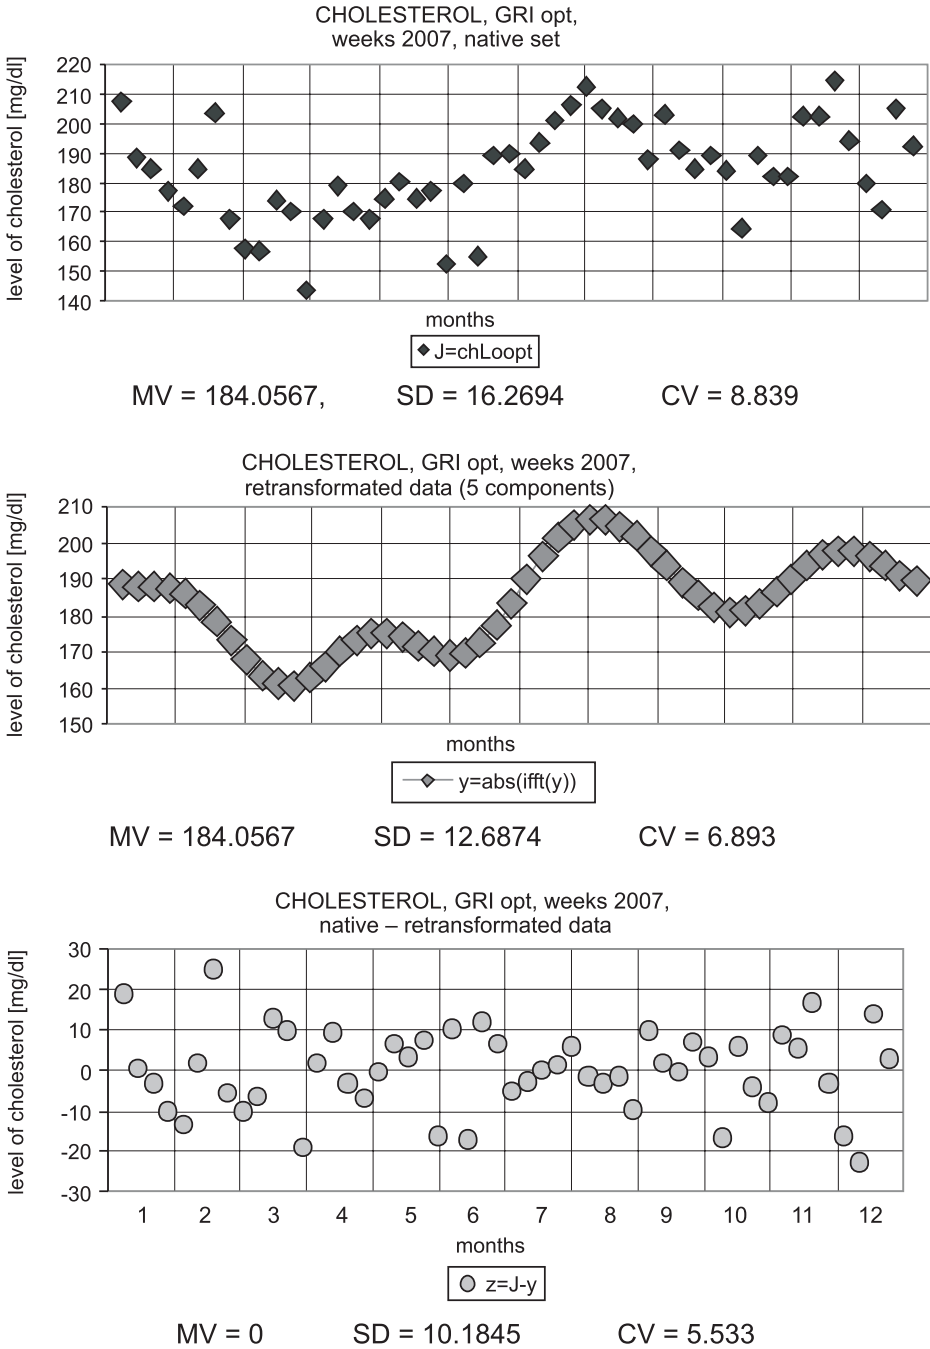 CHOLESTEROL, GRI opt,
weeks 2007, native set
level of cholesterol [mg/dl]
220
210
200
190
180
170
160
150
140
months
J=chLoopt
MV = 184.0567, SD = 16.2694 CV = 8.839
CHOLESTEROL, GRI opt, weeks 2007,
retransformated data (5 components)
level of cholesterol [mg/dl]
210
200
190
180
170
160
150
months
y=abs(ifft(y))
MV = 184.0567 SD = 12.6874 CV = 6.893
CHOLESTEROL, GRI opt, weeks 2007,
native – retransformated data
level of cholesterol [mg/dl]
30
20
10
0
-10
-20
-30
1 2 3 4 5 6 7 8 9 10 11 12
months
z=J-y
MV = 0 SD = 10.1845 CV = 5.533